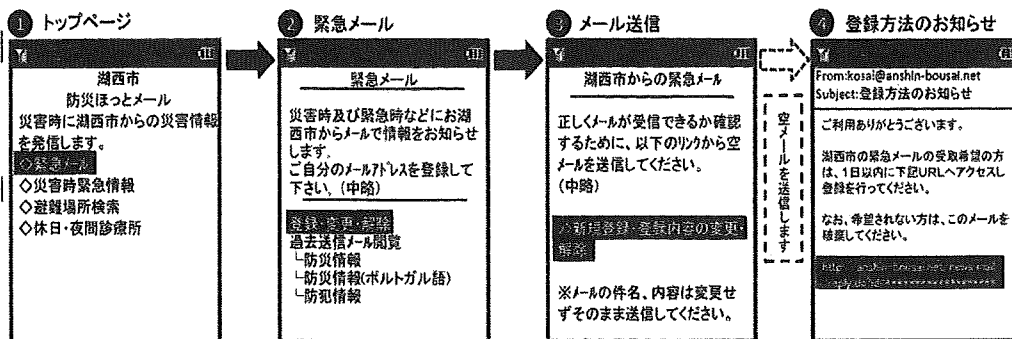 1 トップページ
湖西市
防災ほっとメール
災害時に湖西市からの災害情報
を発信します。
◇緊急メール
◇災害時緊急情報
◇避難場所検索
◇休日・夜間診療所
2 緊急メール
緊急メール
災害時及び緊急時などにお湖
西市からメールで情報をお知らせ
します。
ご自分のメールアドレスを登録して
下さい。(中略)
登録・変更・解除
過去送信メール閲覧
└防災情報
└防災情報(ポルトガル語)
└防犯情報
3 メール送信
湖西市からの緊急メール
正しくメールが受信できるか確認
するために、以下のリンクから空
メールを送信してください。
(中略)
新規登録・登録内容の変更・
解除
※メールの件名、内容は変更せ
ずそのまま送信してください。
空メールを送信します
4 登録方法のお知らせ
From:kosai@anshin-bousai.net
Subject:登録方法のお知らせ
ご利用ありがとうございます。
湖西市の緊急メールの受取希望の方
は、1日以内に下記URLへアクセスし
登録を行ってください。
なお、希望されない方は、このメールを
破棄してください。